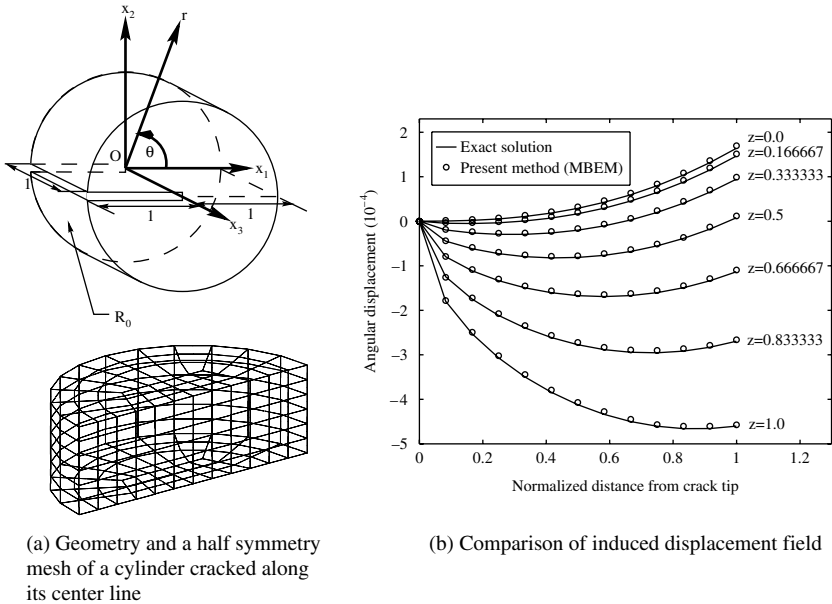 x2
r
O
θ
x1
l
l
l
x3
R0
(a) Geometry and a half symmetry
mesh of a cylinder cracked along
its center line
Angular displacement (10−4)
2
1
0
−1
−2
−3
−4
−5
Exact solution
Present method (MBEM)
z=0.0
z=0.166667
z=0.333333
z=0.5
z=0.666667
z=0.833333
z=1.0
0 0.2 0.4 0.6 0.8 1 1.2
Normalized distance from crack tip
(b) Comparison of induced displacement field